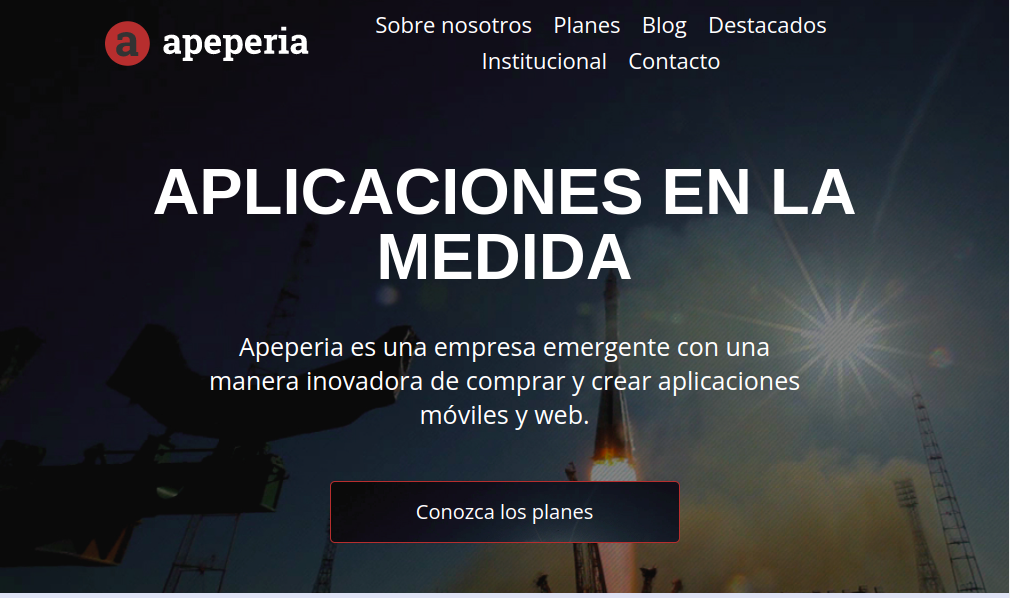 a apeperia
Sobre nosotros Planes Blog Destacados
Institucional Contacto
APLICACIONES EN LA
MEDIDA
Apeperia es una empresa emergente con una
manera inovadora de comprar y crear aplicaciones
móviles y web.
Conozca los planes